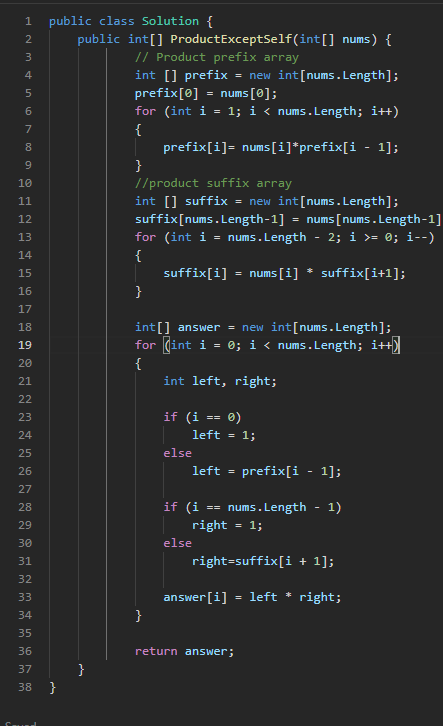 1 public class Solution {
2     public int[] ProductExceptSelf(int[] nums) {
3             // Product prefix array
4             int [] prefix = new int[nums.Length];
5             prefix[0] = nums[0];
6             for (int i = 1; i < nums.Length; i++)
7             {
8                 prefix[i]= nums[i]*prefix[i - 1];
9             }
10             //product suffix array
11             int [] suffix = new int[nums.Length];
12             suffix[nums.Length-1] = nums[nums.Length-1]
13             for (int i = nums.Length - 2; i >= 0; i--)
14             {
15                 suffix[i] = nums[i] * suffix[i+1];
16             }
17
18             int[] answer = new int[nums.Length];
19             for (int i = 0; i < nums.Length; i++)
20             {
21                 int left, right;
22
23                 if (i == 0)
24                     left = 1;
25                 else
26                     left = prefix[i - 1];
27
28                 if (i == nums.Length - 1)
29                     right = 1;
30                 else
31                     right=suffix[i + 1];
32
33                 answer[i] = left * right;
34             }
35
36             return answer;
37     }
38 }